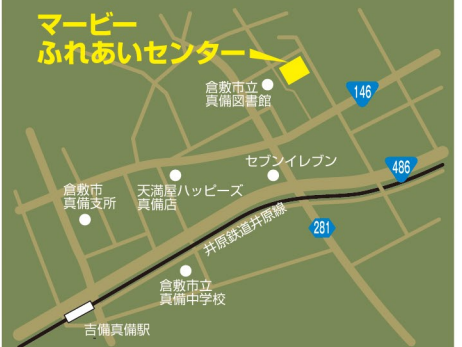 マービー
ふれあいセンター
倉敷市立
真備図書館
146
セブンイレブン
486
倉敷市
真備支所
天満屋ハッピーズ
真備店
281
井原鉄道井原線
倉敷市立
真備中学校
吉備真備駅